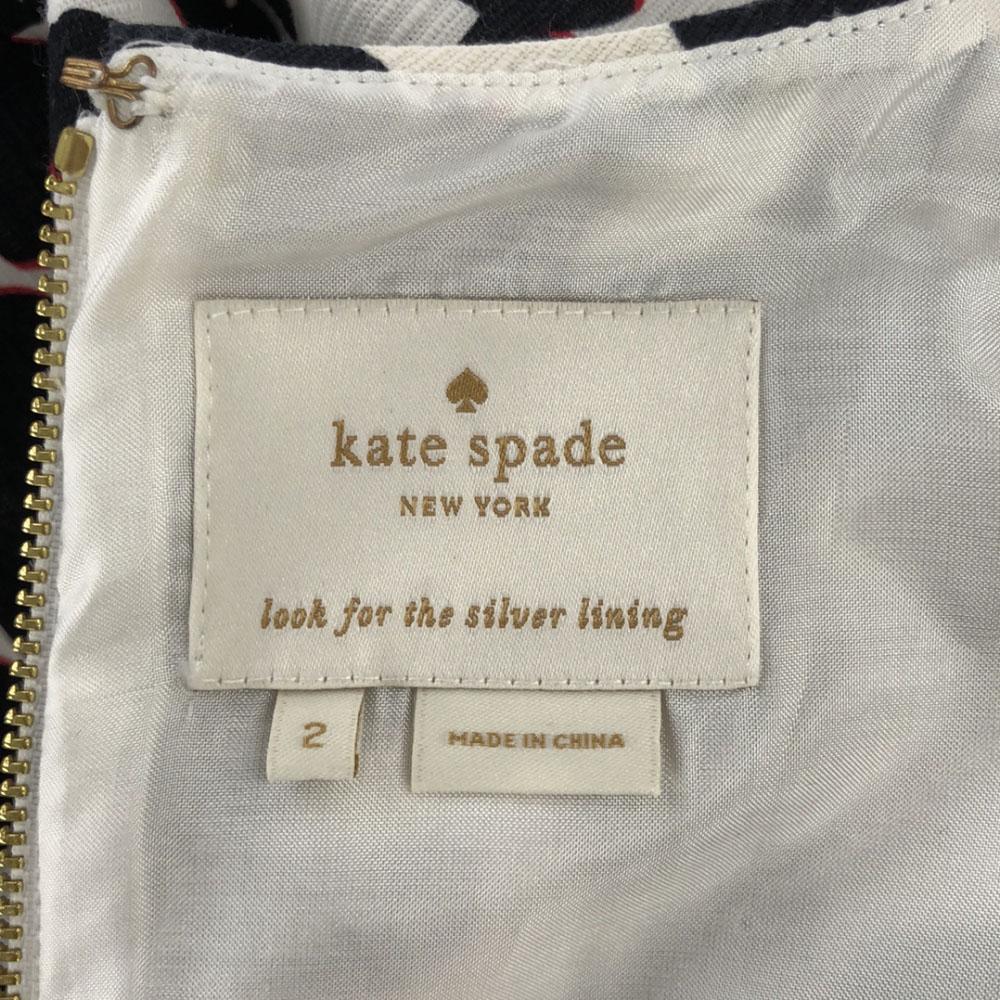 kate spade
NEW YORK
look for the silver lining
2
MADE IN CHINA